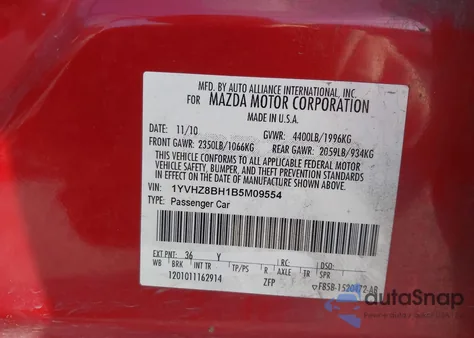 MFD. BY AUTO ALLIANCE INTERNATIONAL, INC.
FOR MAZDA MOTOR CORPORATION
MADE IN U.S.A.
DATE: 11/10 GVWR: 4400LB/1996KG
FRONT GAWR: 2350LB/1066KG REAR GAWR: 2059LB/934KG
THIS VEHICLE CONFORMS TO ALL APPLICABLE FEDERAL MOTOR
VEHICLE SAFETY, BUMPER, AND THEFT PREVENTION STANDARDS IN
EFFECT ON THE DATE OF MANUFACTURE SHOWN ABOVE.
VIN: 1YVHZ8BH1B5M09554
TYPE: Passenger Car
EXT PNT: 36 Y RC: DSO:
WB BRK INT TR TP/PS R AXLE TR SPR
1201011162914 ZFP
F85B-1520472-AB
autoSnap